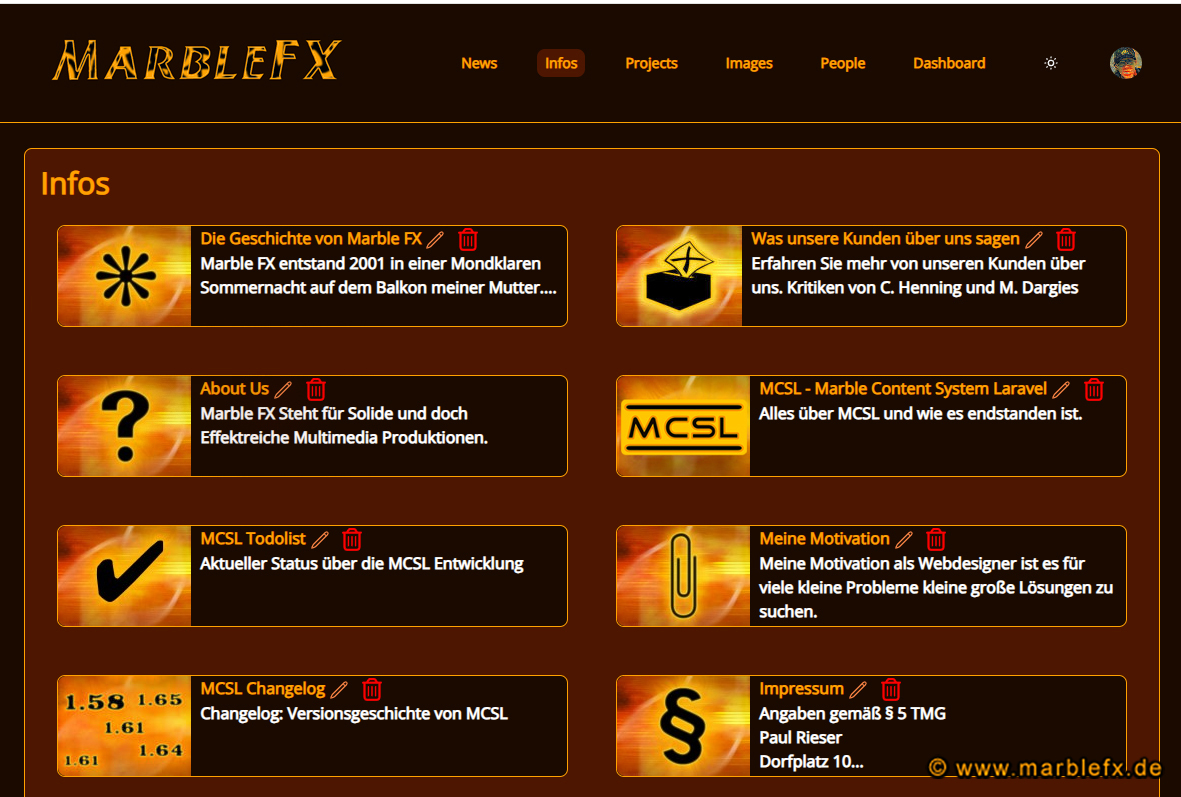 MarbleFX
News
Infos
Projects
Images
People
Dashboard
Infos
Die Geschichte von Marble FX
Marble FX entstand 2001 in einer Mondklaren
Sommernacht auf dem Balkon meiner Mutter....
Was unsere Kunden über uns sagen
Erfahren Sie mehr von unseren Kunden über
uns. Kritiken von C. Henning und M. Dargies
?
About Us
Marble FX Steht für Solide und doch
Effektreiche Multimedia Produktionen.
MCSL
MCSL - Marble Content System Laravel
Alles über MCSL und wie es endstanden ist.
MCSL Todolist
Aktueller Status über die MCSL Entwicklung
Meine Motivation
Meine Motivation als Webdesigner ist es für
viele kleine Probleme kleine große Lösungen zu
suchen.
1.58 1.65
1.61
1.64
1.61
MCSL Changelog
Changelog: Versionsgeschichte von MCSL
§
Impressum
Angaben gemäß § 5 TMG
Paul Rieser
Dorfplatz 10...
© www.marblefx.de